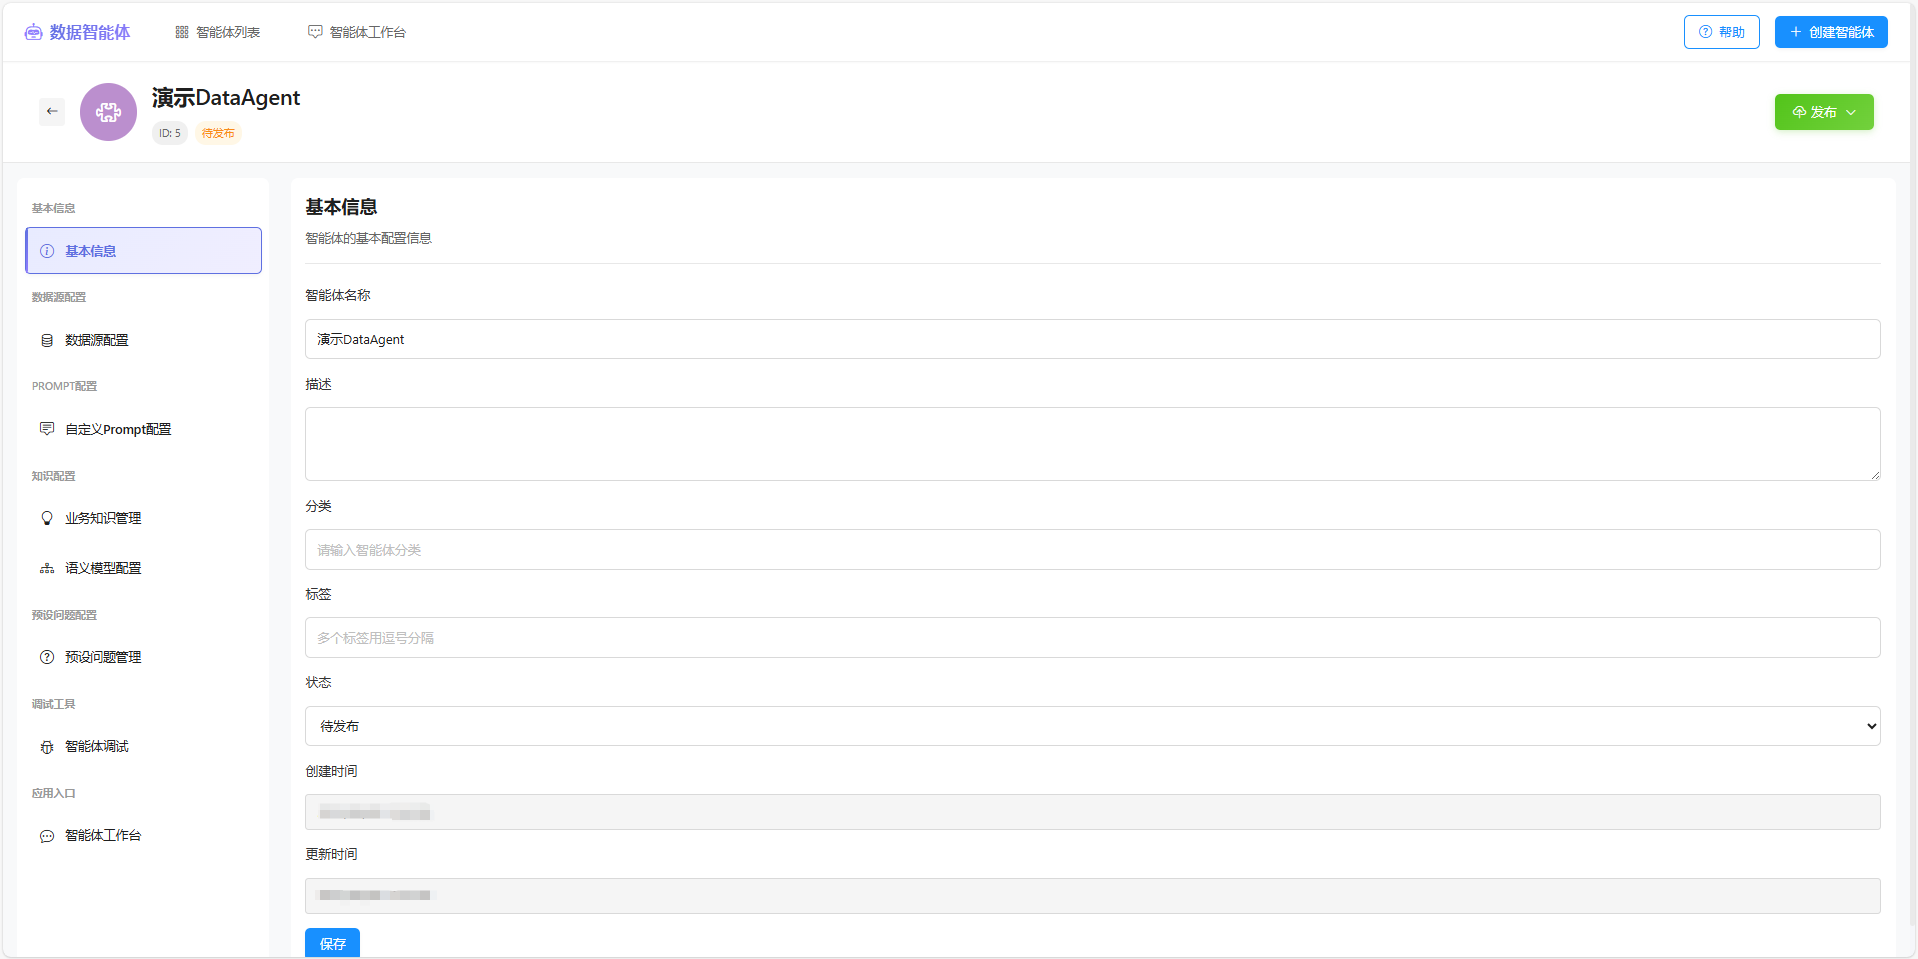 数据智能体
智能体列表
智能体工作台
帮助
创建智能体
演示DataAgent
ID: 5
待发布
发布
基本信息
基本信息
数据源配置
数据源配置
PROMPT配置
自定义Prompt配置
知识配置
业务知识管理
语义模型配置
预设问题配置
预设问题管理
调试工具
智能体调试
应用入口
智能体工作台
基本信息
智能体的基本配置信息
智能体名称
演示DataAgent
描述
分类
请输入智能体分类
标签
多个标签用逗号分隔
状态
待发布
创建时间
更新时间
保存